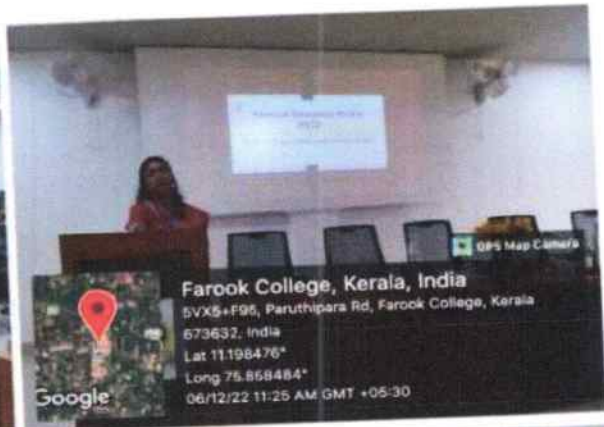 GPS Map Camera
Farook College, Kerala, India
5VX5+F95, Paruthipara Rd, Farook College, Kerala
673632, India
Lat 11.198476°
Long 75.858484°
06/12/22 11:25 AM GMT +05:30
Google